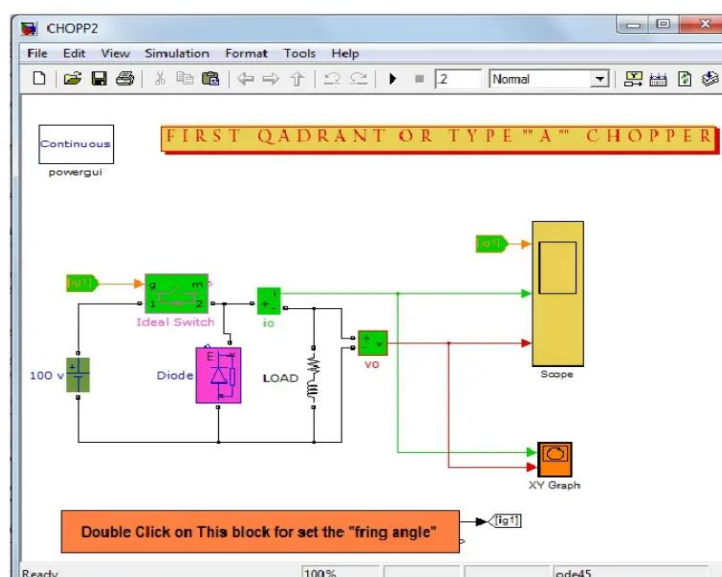 CHOPP2
File Edit View Simulation Format Tools Help
.2 Normal
Continuous
powergui
FIRST QADRANT OR TYPE ""A"" CHOPPER
[ig1]
[ig1]
g m
1 2
Ideal Switch
+ i
-
io
100 v
+
Diode
LOAD
+ v
-
vo
Scope
XY Graph
Double Click on This block for set the "fring angle"
[ig1]
Ready 100% ode45